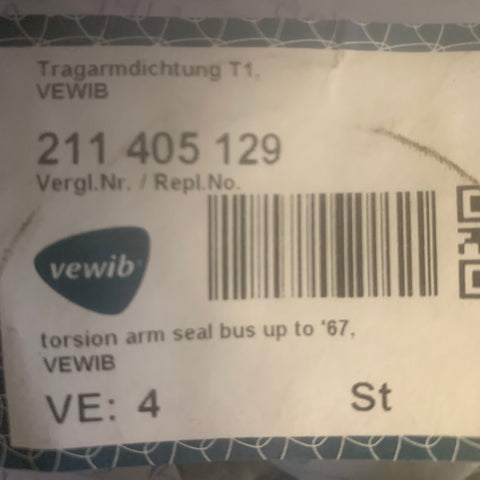 Tragarmdichtung T1,
VEWIB
211 405 129
Vergl.Nr. / Repl.No.
vewib
torsion arm seal bus up to '67,
VEWIB
VE: 4 St